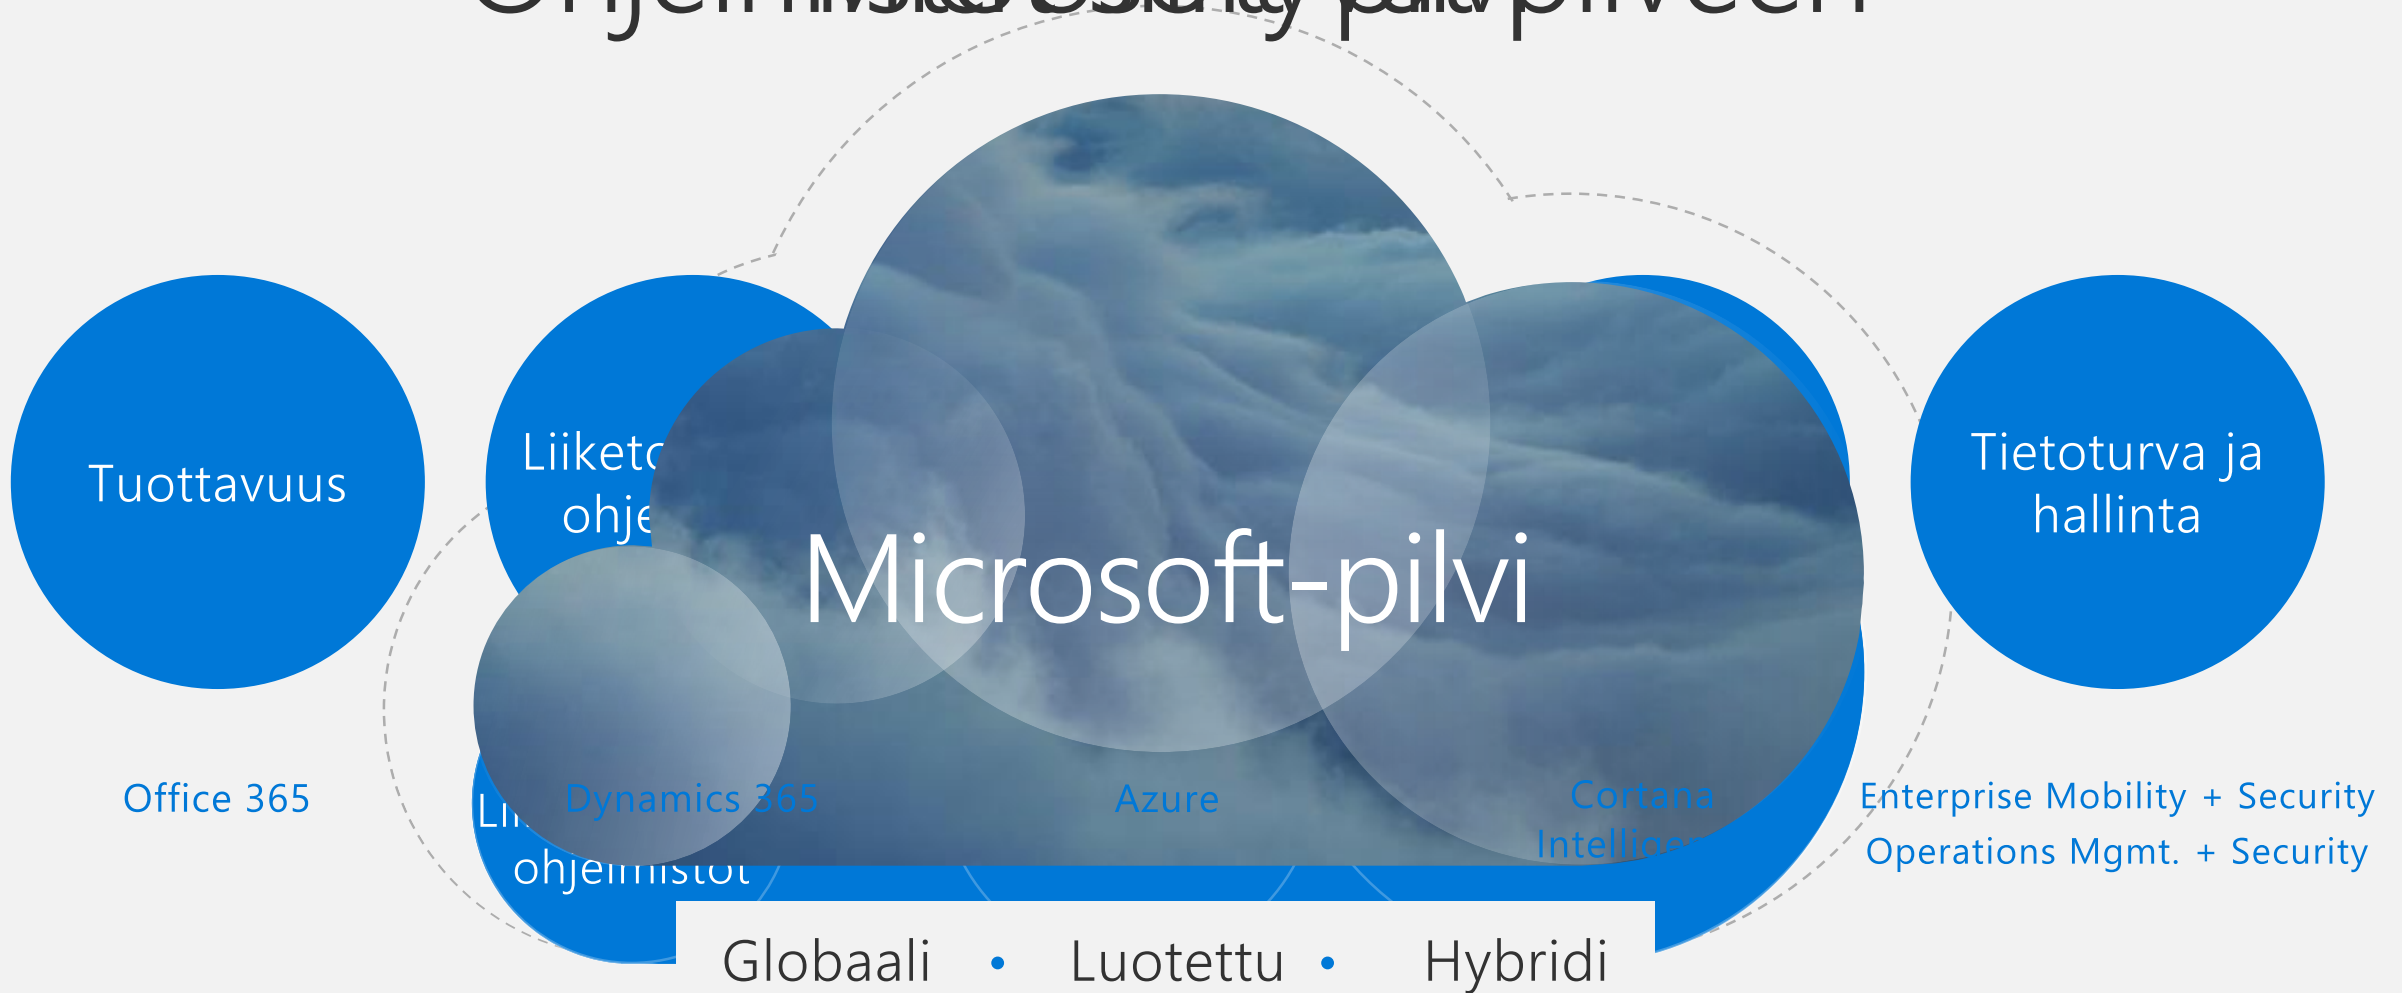 Tuottavuus
Tietoturva ja
hallinta
Microsoft-pilvi
Office 365
Dynamics 365
Azure
Cortana
Enterprise Mobility + Security
Operations Mgmt. + Security
ohjelmistot
Globaali • Luotettu • Hybridi